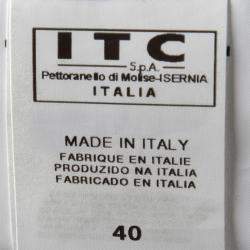 ITC
S.p.A.
Pettoranello di Molise-ISERNIA
ITALIA
MADE IN ITALY
FABRIQUE EN ITALIE
PRODUZIDO NA ITALIA
FABRICADO EN ITALIA
40